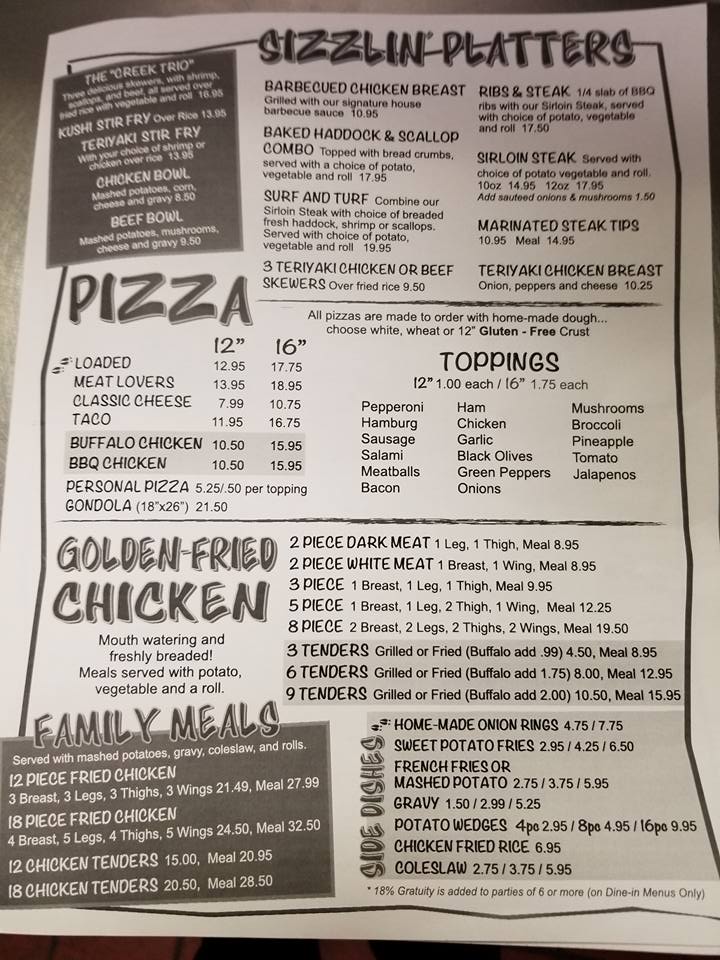 SIZZLIN' PLATTERS
THE "CREEK TRIO"
Three delicious skewers, with shrimp,
scallops, and beef, all served over
fried rice with vegetable and roll 16.95
KUSHI STIR FRY Over Rice 13.95
TERIYAKI STIR FRY
With your choice of shrimp or
chicken over rice 13.95
CHICKEN BOWL
Mashed potatoes, corn,
cheese and gravy 8.50
BEEF BOWL
Mashed potatoes, mushrooms,
cheese and gravy 9.50
BARBECUED CHICKEN BREAST
Grilled with our signature house
barbecue sauce 10.95
BAKED HADDOCK & SCALLOP
COMBO Topped with bread crumbs,
served with a choice of potato,
vegetable and roll 17.95
SURF AND TURF Combine our
Sirloin Steak with choice of breaded
fresh haddock, shrimp or scallops.
Served with choice of potato,
vegetable and roll 19.95
3 TERIYAKI CHICKEN OR BEEF
SKEWERS Over fried rice 9.50
RIBS & STEAK 1/4 slab of BBQ
ribs with our Sirloin Steak, served
with choice of potato, vegetable
and roll 17.50
SIRLOIN STEAK Served with
choice of potato vegetable and roll.
10oz 14.95 12oz 17.95
Add sauteed onions & mushrooms 1.50
MARINATED STEAK TIPS
10.95 Meal 14.95
TERIYAKI CHICKEN BREAST
Onion, peppers and cheese 10.25
PIZZA
All pizzas are made to order with home-made dough...
choose white, wheat or 12" Gluten - Free Crust
12" 16"
LOADED 12.95 17.75
MEAT LOVERS 13.95 18.95
CLASSIC CHEESE 7.99 10.75
TACO 11.95 16.75
BUFFALO CHICKEN 10.50 15.95
BBQ CHICKEN 10.50 15.95
PERSONAL PIZZA 5.25/.50 per topping
GONDOLA (18"x26") 21.50
TOPPINGS
12" 1.00 each / 16" 1.75 each
Pepperoni Ham Mushrooms
Hamburg Chicken Broccoli
Sausage Garlic Pineapple
Salami Black Olives Tomato
Meatballs Green Peppers Jalapenos
Bacon Onions
GOLDEN-FRIED
CHICKEN
Mouth watering and
freshly breaded!
Meals served with potato,
vegetable and a roll.
2 PIECE DARK MEAT 1 Leg, 1 Thigh, Meal 8.95
2 PIECE WHITE MEAT 1 Breast, 1 Wing, Meal 8.95
3 PIECE 1 Breast, 1 Leg, 1 Thigh, Meal 9.95
5 PIECE 1 Breast, 1 Leg, 2 Thigh, 1 Wing, Meal 12.25
8 PIECE 2 Breast, 2 Legs, 2 Thighs, 2 Wings, Meal 19.50
3 TENDERS Grilled or Fried (Buffalo add .99) 4.50, Meal 8.95
6 TENDERS Grilled or Fried (Buffalo add 1.75) 8.00, Meal 12.95
9 TENDERS Grilled or Fried (Buffalo add 2.00) 10.50, Meal 15.95
FAMILY MEALS
Served with mashed potatoes, gravy, coleslaw, and rolls.
12 PIECE FRIED CHICKEN
3 Breast, 3 Legs, 3 Thighs, 3 Wings 21.49, Meal 27.99
18 PIECE FRIED CHICKEN
4 Breast, 5 Legs, 4 Thighs, 5 Wings 24.50, Meal 32.50
12 CHICKEN TENDERS 15.00, Meal 20.95
18 CHICKEN TENDERS 20.50, Meal 28.50
SIDE DISHES
HOME-MADE ONION RINGS 4.75 / 7.75
SWEET POTATO FRIES 2.95 / 4.25 / 6.50
FRENCH FRIES OR
MASHED POTATO 2.75 / 3.75 / 5.95
GRAVY 1.50 / 2.99 / 5.25
POTATO WEDGES 4pc 2.95 / 8pc 4.95 / 16pc 9.95
CHICKEN FRIED RICE 6.95
COLESLAW 2.75 / 3.75 / 5.95
* 18% Gratuity is added to parties of 6 or more (on Dine-in Menus Only)